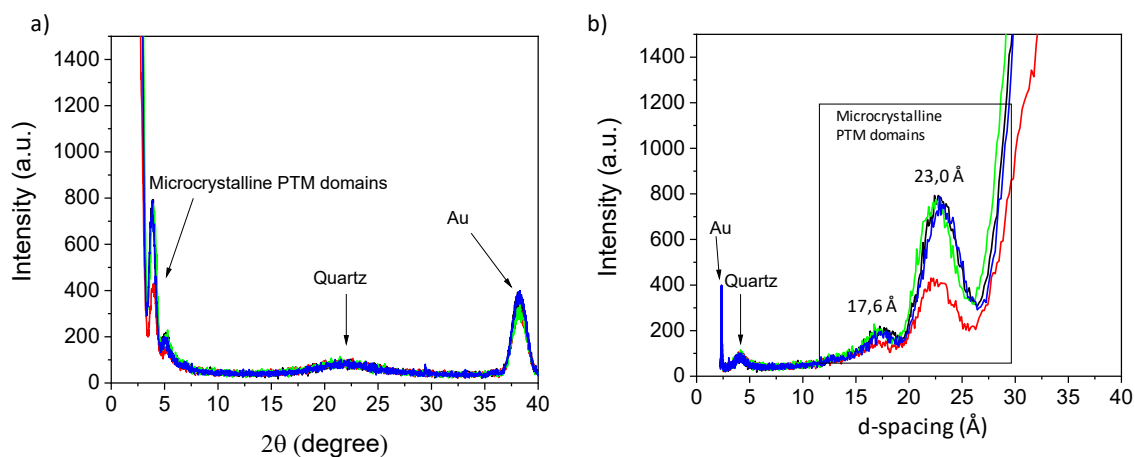 a)
Intensity (a.u.)
1400
1200
1000
800
600
400
200
0
Microcrystalline PTM domains
Quartz
Au
0 5 10 15 20 25 30 35 40
2θ (degree)
b)
Intensity (a.u.)
1400
1200
1000
800
600
400
200
0
Microcrystalline
PTM domains
23,0 Å
17,6 Å
Au
Quartz
0 5 10 15 20 25 30 35 40
d-spacing (Å)